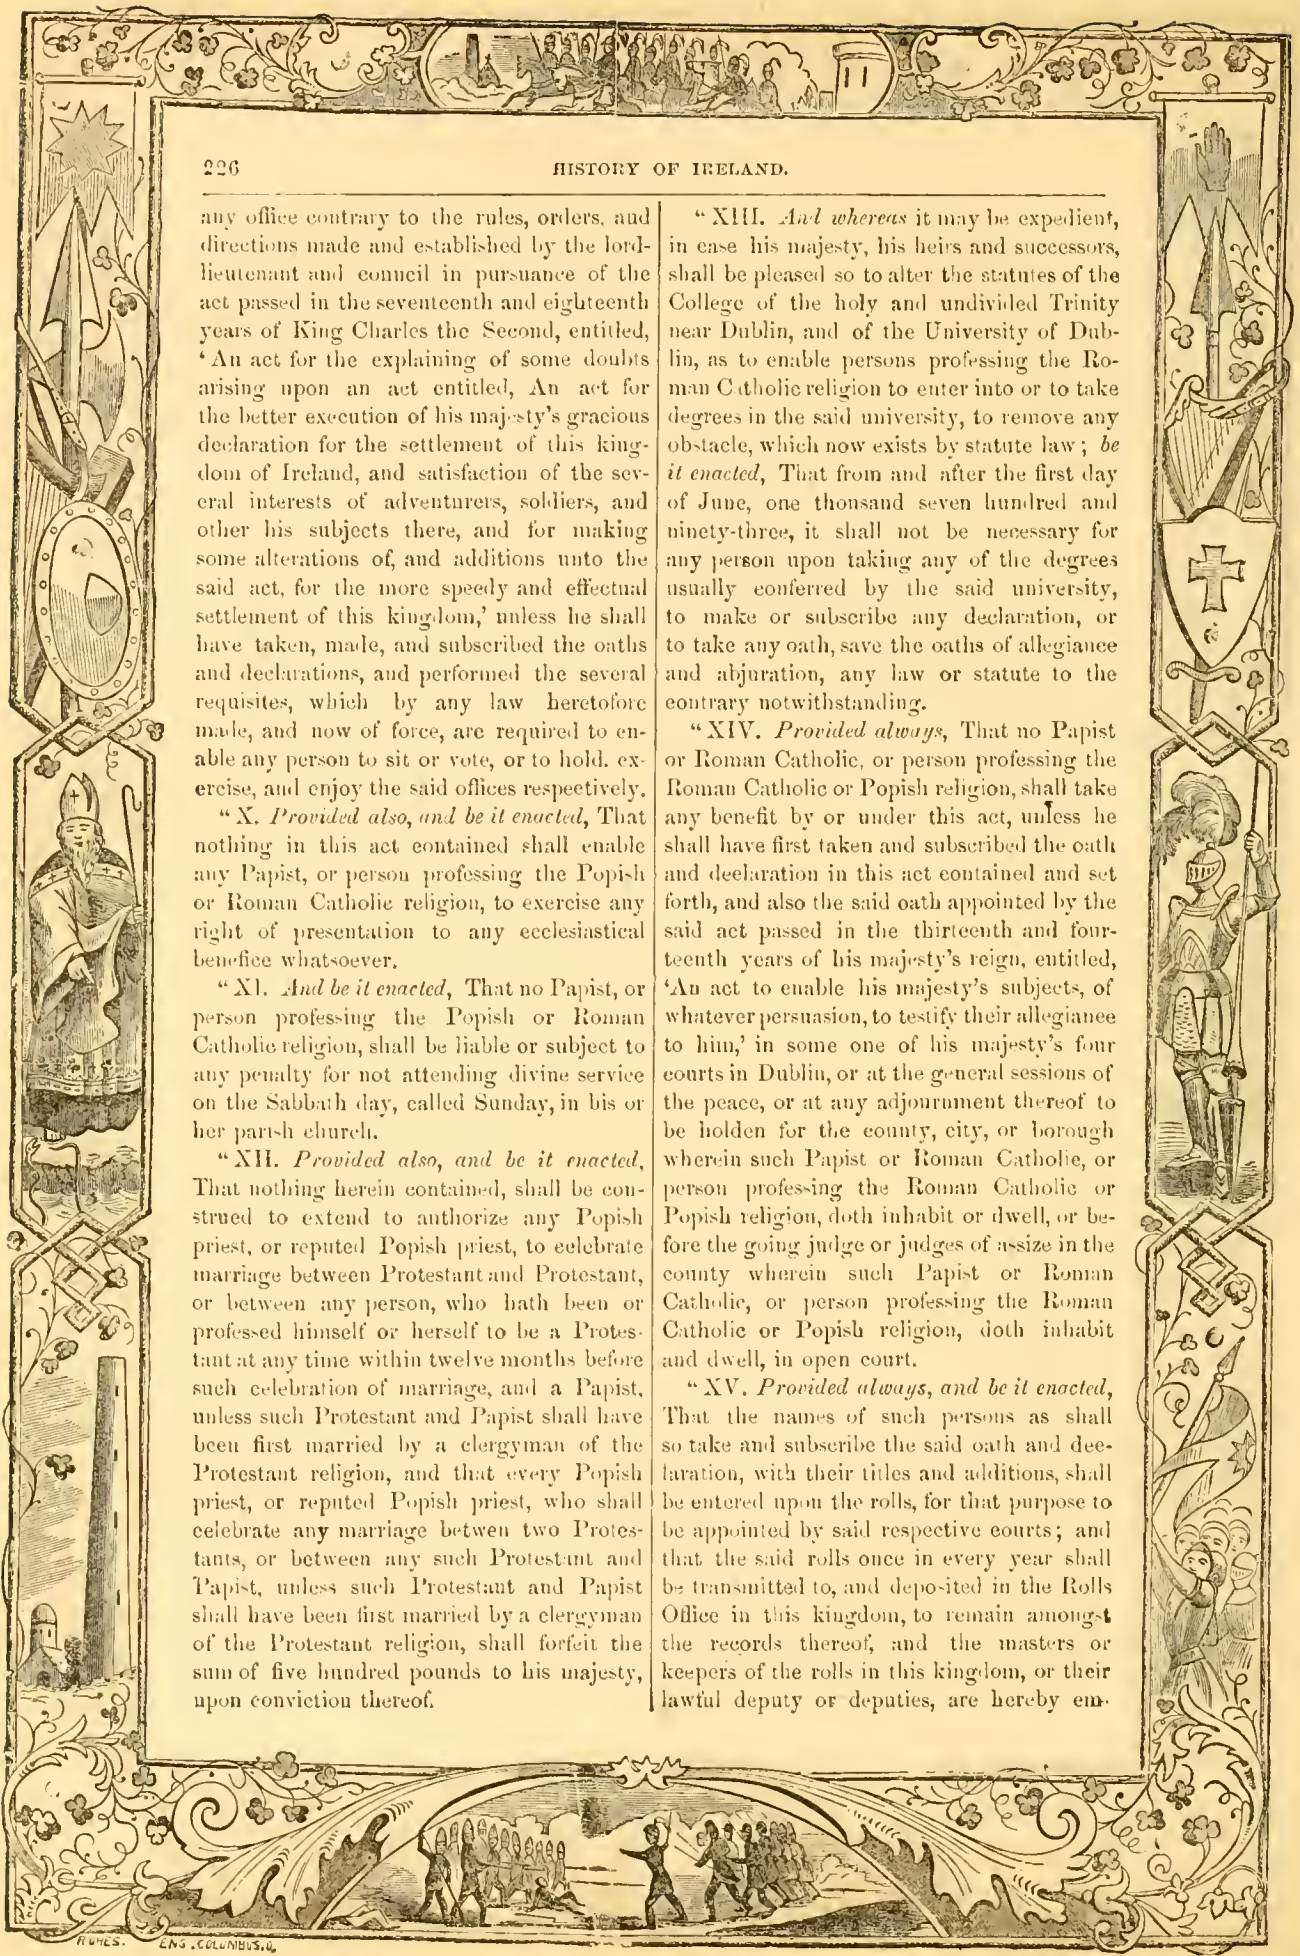 226
HISTORY OF IRELAND.
any office contrary to the rules, orders, and
directions made and established by the lord-
lieutenant and council in pursuance of the
act passed in the seventeenth and eighteenth
years of King Charles the Second, entitled,
‘An act for the explaining of some doubts
arising upon an act entitled, An act for
the better execution of his majesty’s gracious
declaration for the settlement of this king-
dom of Ireland, and satisfaction of the sev-
eral interests of adventurers, soldiers, and
other his subjects there, and for making
some alterations of, and additions unto the
said act, for the more speedy and effectual
settlement of this kingdom,’ unless he shall
have taken, made, and subscribed the oaths
and declarations, and performed the several
requisites, which by any law heretofore
made, and now of force, are required to en-
able any person to sit or vote, or to hold. ex-
ercise, and enjoy the said offices respectively.
“X. Provided also, and be it enacted, That
nothing in this act contained shall enable
any Papist, or person professing the Popish
or Roman Catholic religion, to exercise any
right of presentation to any ecclesiastical
benefice whatsoever.
“XI. And be it enacted, That no Papist, or
person professing the Popish or Roman
Catholic religion, shall be liable or subject to
any penalty for not attending divine service
on the Sabbath day, called Sunday, in his or
her parish church.
“XII. Provided also, and be it enacted,
That nothing herein contained, shall be con-
strued to extend to authorize any Popish
priest, or reputed Popish priest, to celebrate
marriage between Protestant and Protestant,
or between any person, who hath been or
professed himself or herself to be a Protes-
tant at any time within twelve months before
such celebration of marriage, and a Papist,
unless such Protestant and Papist shall have
been first married by a clergyman of the
Protestant religion, and that every Popish
priest, or reputed Popish priest, who shall
celebrate any marriage betwen two Protes-
tants, or between any such Protestant and
Papist, unless such Protestant and Papist
shall have been first married by a clergyman
of the Protestant religion, shall forfeit the
sum of five hundred pounds to his majesty,
upon conviction thereof.
“XIII. And whereas it may be expedient,
in case his majesty, his heirs and successors,
shall be pleased so to alter the statutes of the
College of the holy and undivided Trinity
near Dublin, and of the University of Dub-
lin, as to enable persons professing the Ro-
man Catholic religion to enter into or to take
degrees in the said university, to remove any
obstacle, which now exists by statute law; be
it enacted, That from and after the first day
of June, one thousand seven hundred and
ninety-three, it shall not be necessary for
any person upon taking any of the degrees
usually conferred by the said university,
to make or subscribe any declaration, or
to take any oath, save the oaths of allegiance
and abjuration, any law or statute to the
contrary notwithstanding.
“XIV. Provided always, That no Papist
or Roman Catholic, or person professing the
Roman Catholic or Popish religion, shall take
any benefit by or under this act, unless he
shall have first taken and subscribed the oath
and declaration in this act contained and set
forth, and also the said oath appointed by the
said act passed in the thirteenth and four-
teenth years of his majesty’s reign, entitled,
‘An act to enable his majesty’s subjects, of
whatever persuasion, to testify their allegiance
to him,’ in some one of his majesty’s four
courts in Dublin, or at the general sessions of
the peace, or at any adjournment thereof to
be holden for the county, city, or borough
wherein such Papist or Roman Catholic, or
person professing the Roman Catholic or
Popish religion, doth inhabit or dwell, or be-
fore the going judge or judges of assize in the
county wherein such Papist or Roman
Catholic, or person professing the Roman
Catholic or Popish religion, doth inhabit
and dwell, in open court.
“XV. Provided always, and be it enacted,
That the names of such persons as shall
so take and subscribe the said oath and dec-
laration, with their titles and additions, shall
be entered upon the rolls, for that purpose to
be appointed by said respective courts; and
that the said rolls once in every year shall
be transmitted to, and deposited in the Rolls
Office in this kingdom, to remain amongst
the records thereof, and the masters or
keepers of the rolls in this kingdom, or their
lawful deputy or deputies, are hereby em-
ENG. COLUMBUS. O.